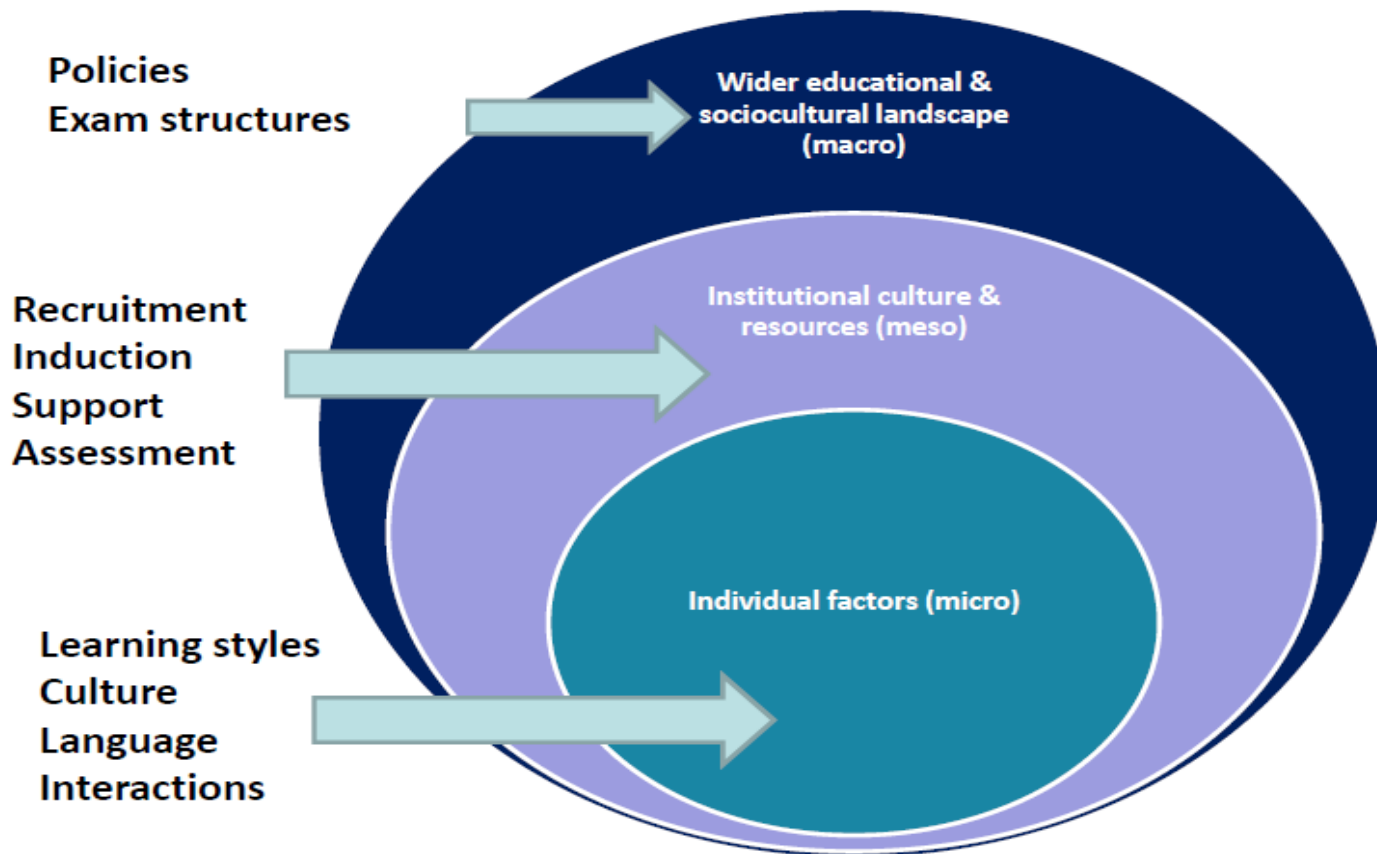 Policies
Exam structures
Wider educational &
sociocultural landscape
(macro)
Recruitment
Induction
Support
Assessment
Institutional culture &
resources (meso)
Learning styles
Culture
Language
Interactions
Individual factors (micro)